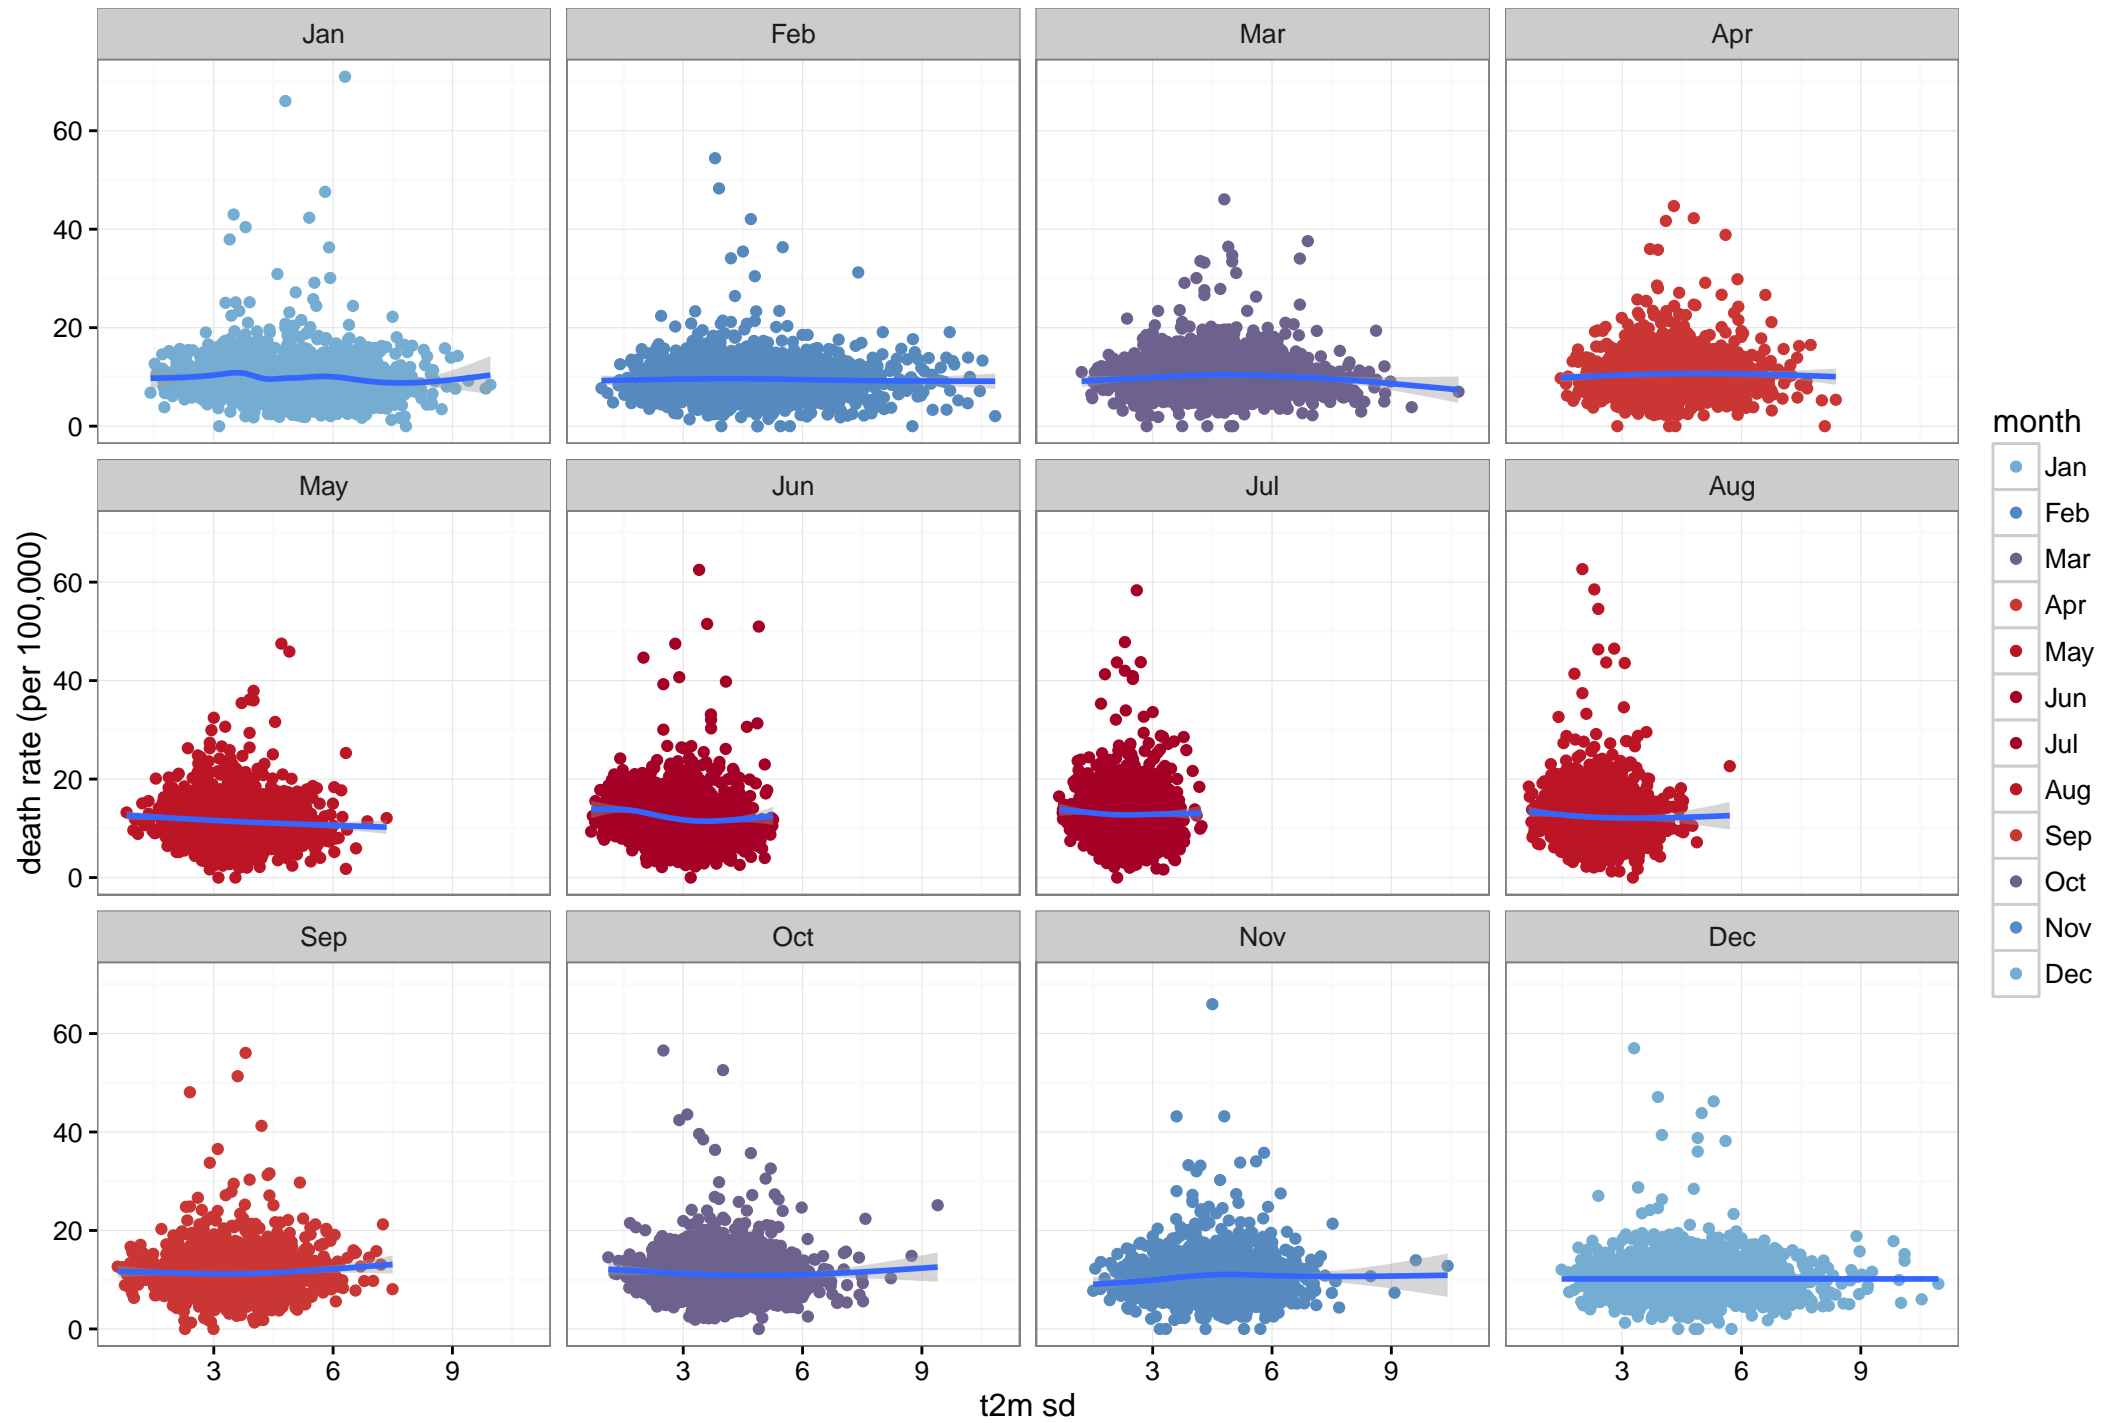 Jan Feb Mar Apr
60
40
20
0
May Jun Jul Aug
60
40
20
0
Sep Oct Nov Dec
60
40
20
0
3 6 9 3 6 9 3 6 9 3 6 9
t2m sd
death rate (per 100,000)
month
Jan
Feb
Mar
Apr
May
Jun
Jul
Aug
Sep
Oct
Nov
Dec